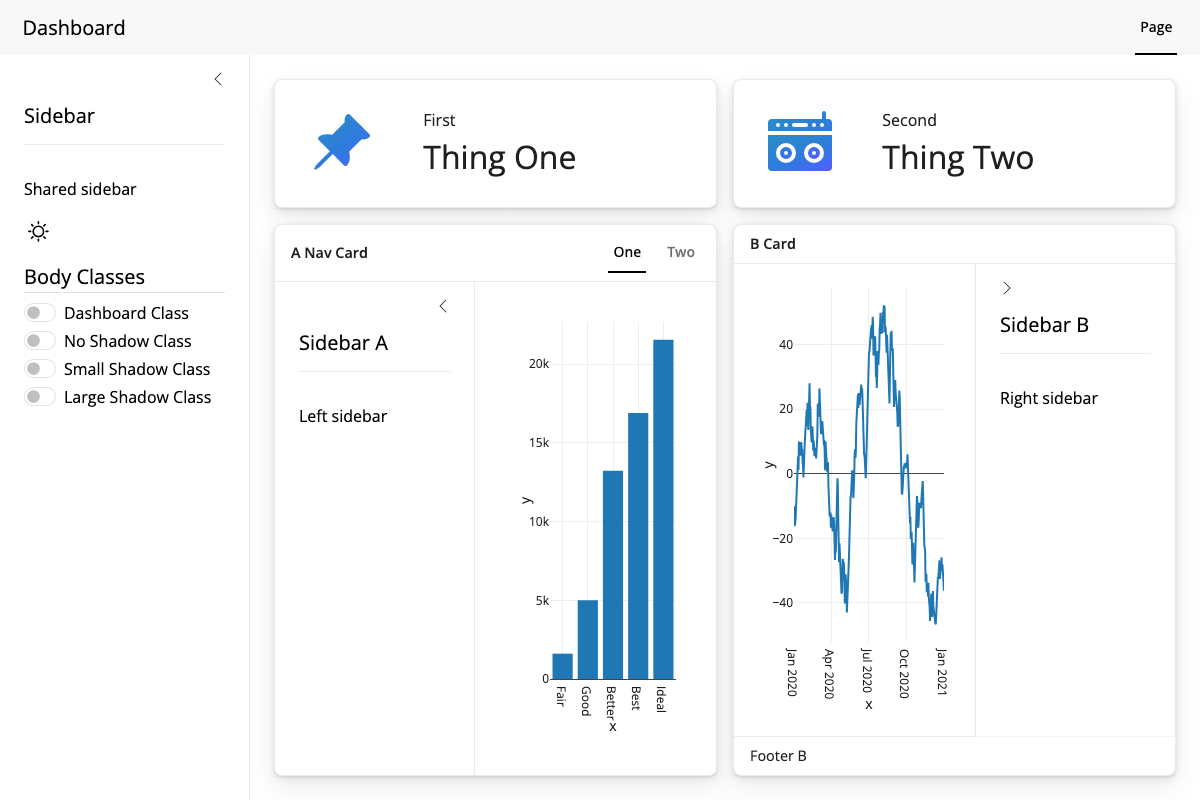 Dashboard
Page
Sidebar
Shared sidebar
Body Classes
Dashboard Class
No Shadow Class
Small Shadow Class
Large Shadow Class
First
Thing One
Second
Thing Two
A Nav Card
One
Two
Sidebar A
Left sidebar
y
20k
15k
10k
5k
0
Fair
Good
Better
Best
Ideal
x
B Card
y
40
20
0
−20
−40
Jan 2020
Apr 2020
Jul 2020
Oct 2020
Jan 2021
x
Sidebar B
Right sidebar
Footer B